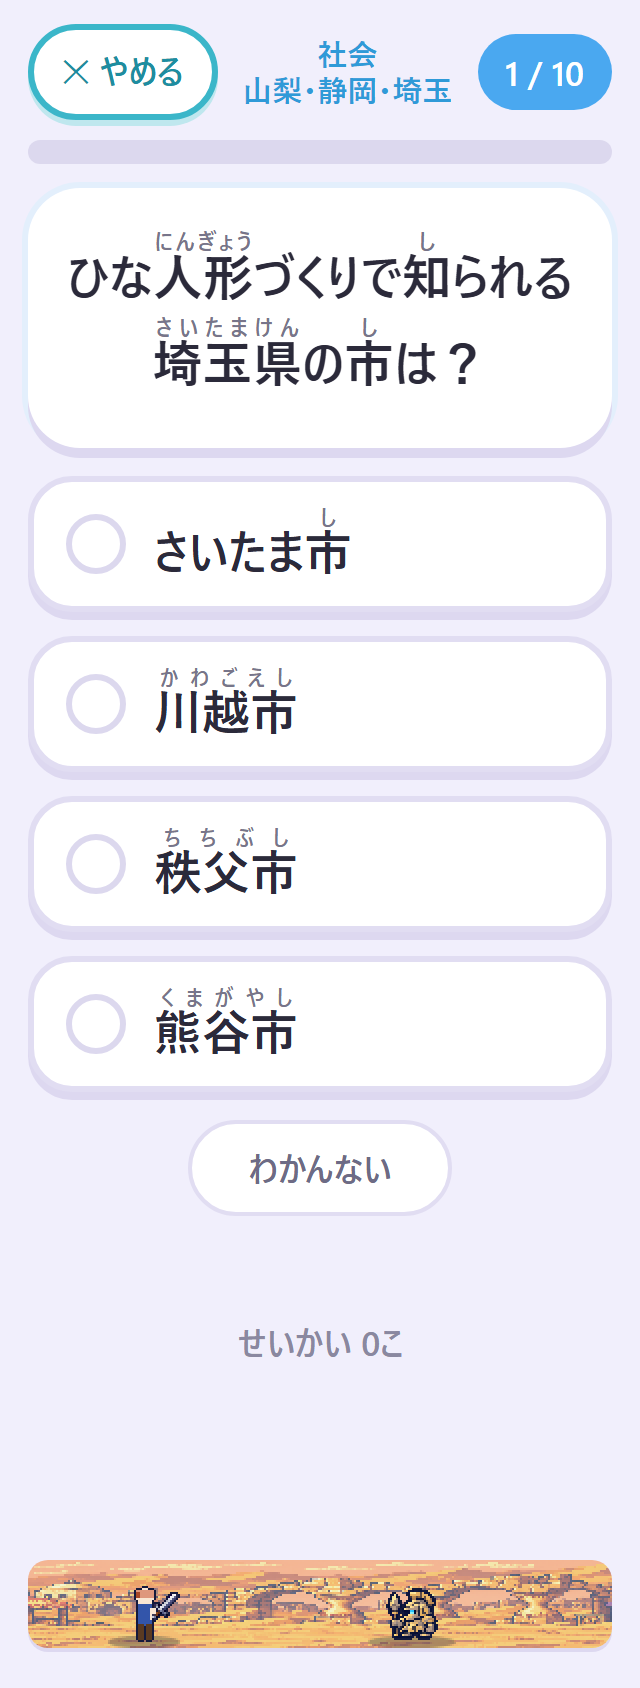 × やめる
社会
山梨・静岡・埼玉
1 / 10
にんぎょう し
ひな人形づくりで知られる
さいたまけん し
埼玉県の市は？
し
さいたま市
かわごえし
川越市
ちちぶし
秩父市
くまがやし
熊谷市
わかんない
せいかい 0こ